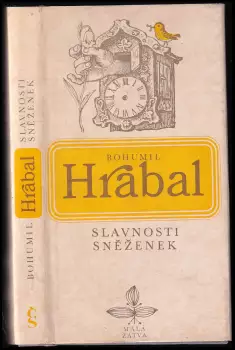 BOHUMIL
Hrabal
SLAVNOSTI
SNĚŽENEK
MALÁ
ŽATVA
BOHUMIL Hrabal SLAVNOSTI
SNĚŽENEK